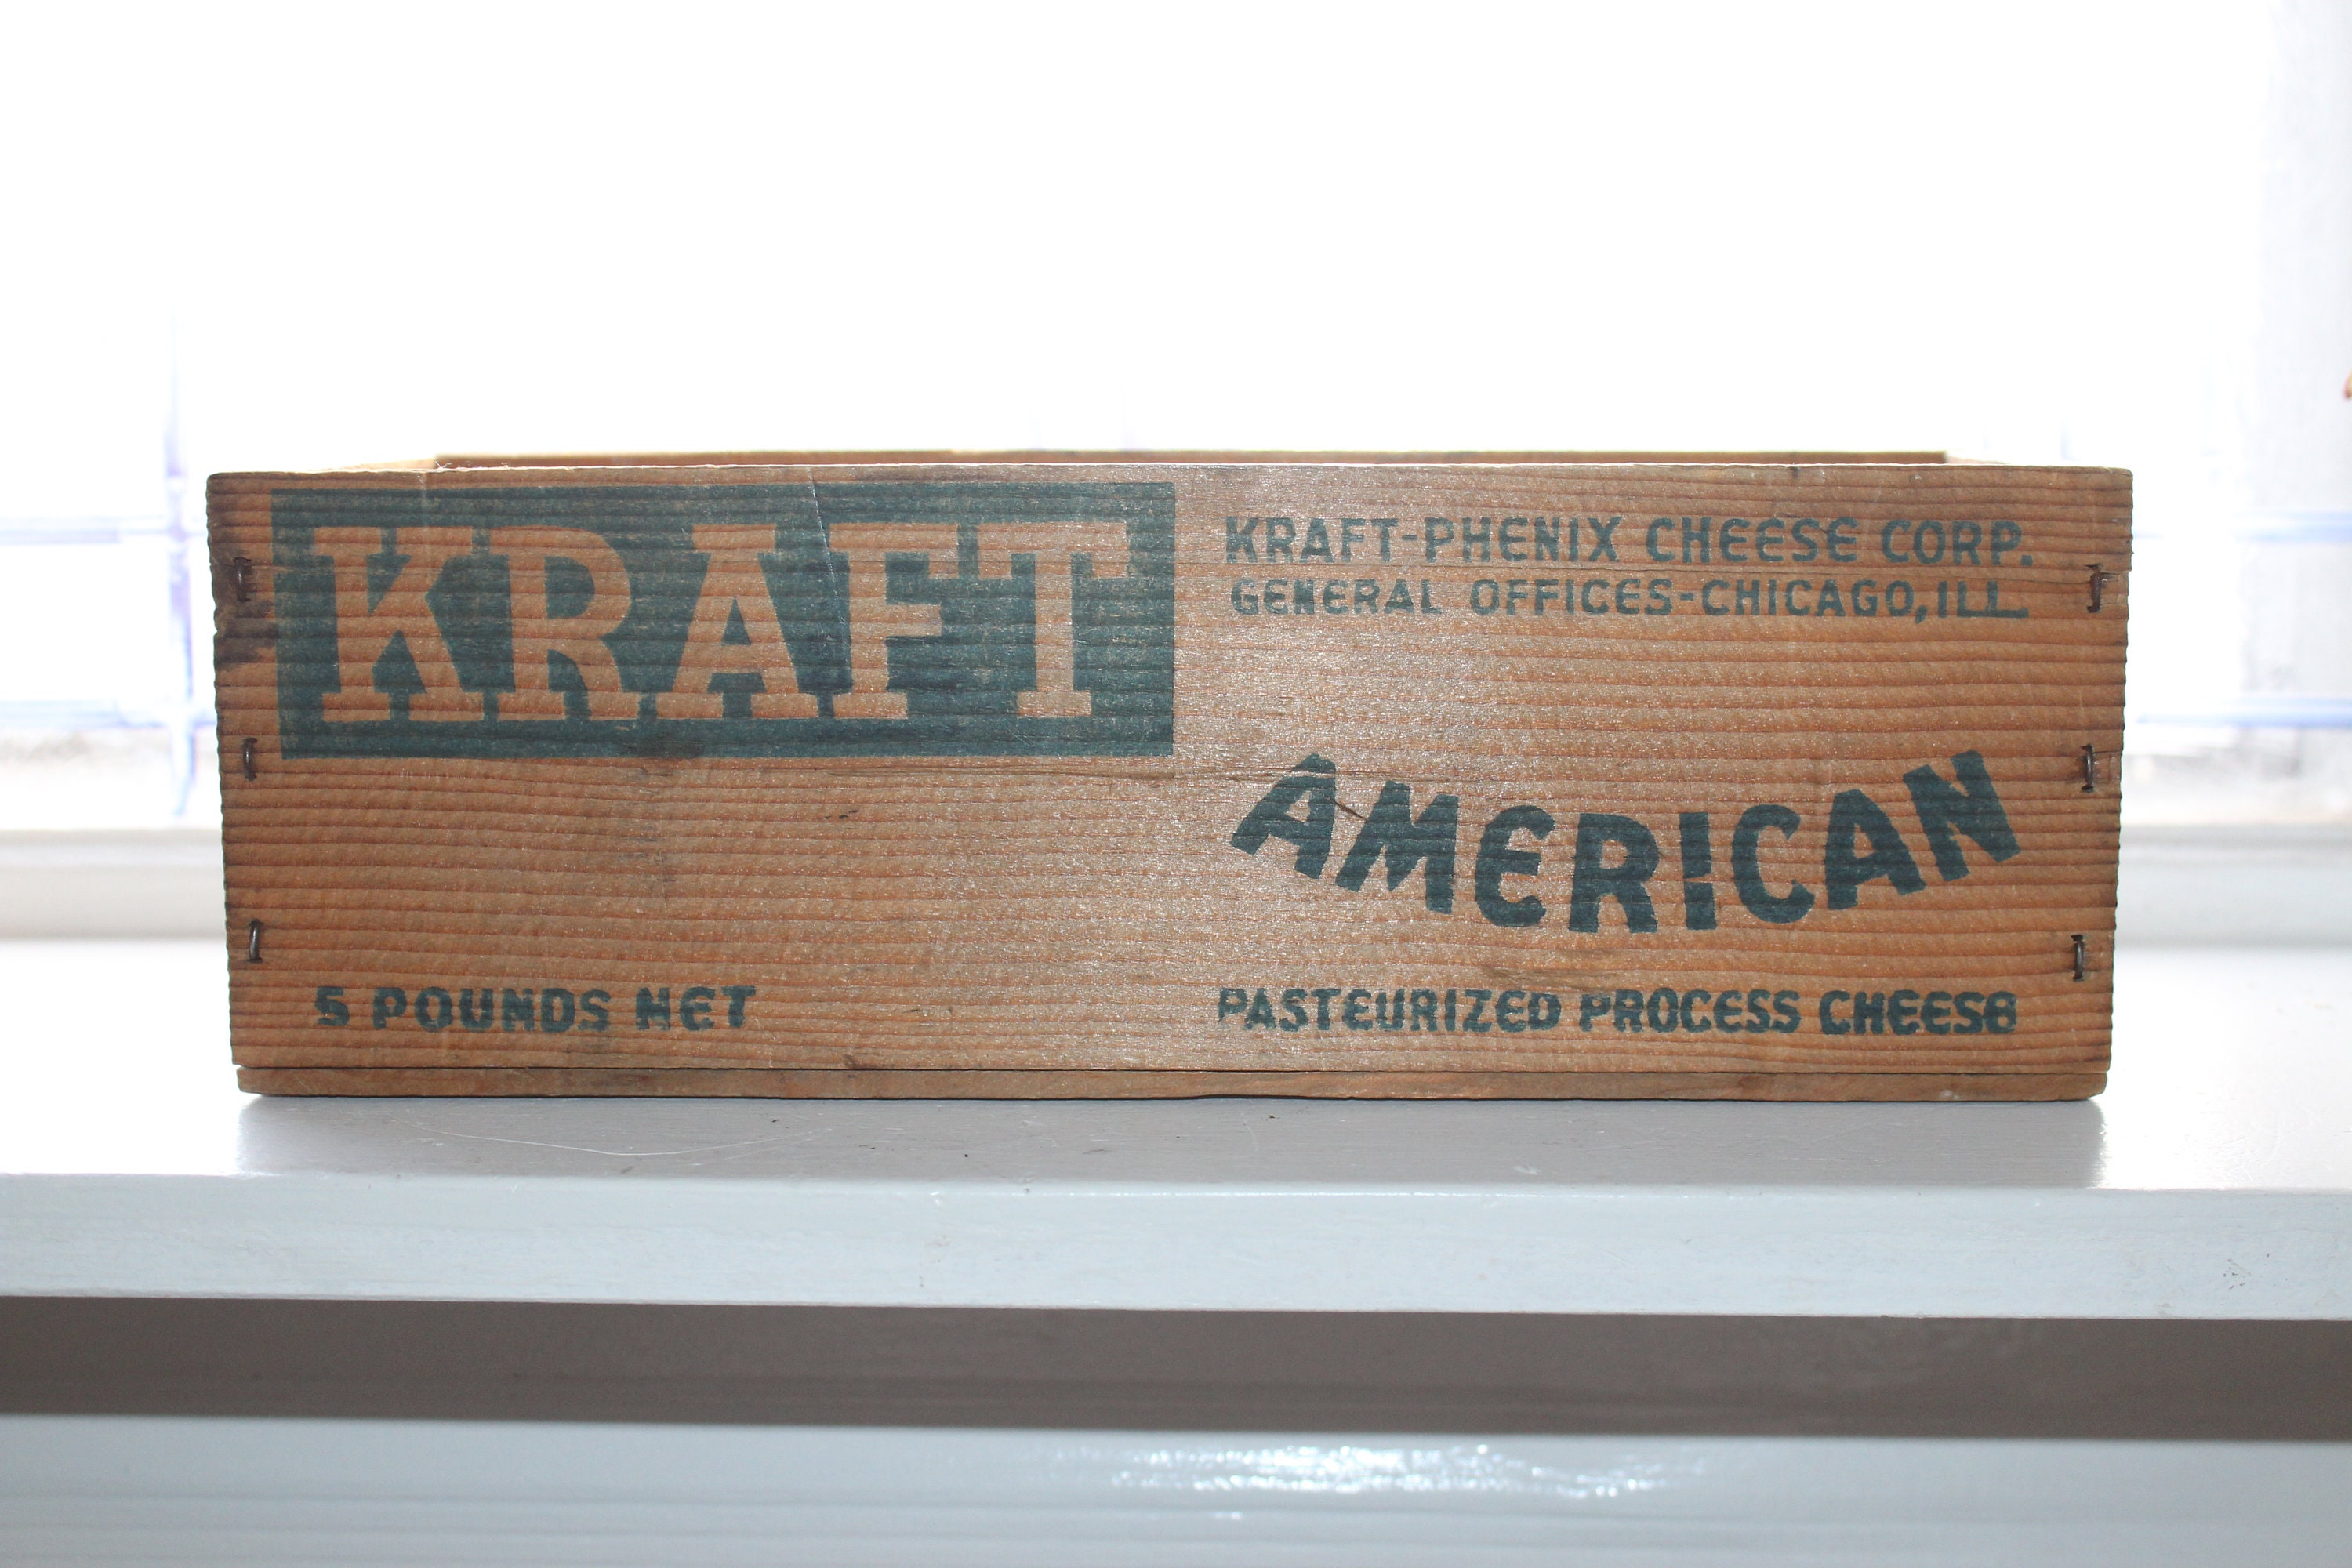 KRAFT
KRAFT-PHENIX CHEESE CORP.
GENERAL OFFICES-CHICAGO, ILL.
AMERICAN
5 POUNDS NET
PASTEURIZED PROCESS CHEESE